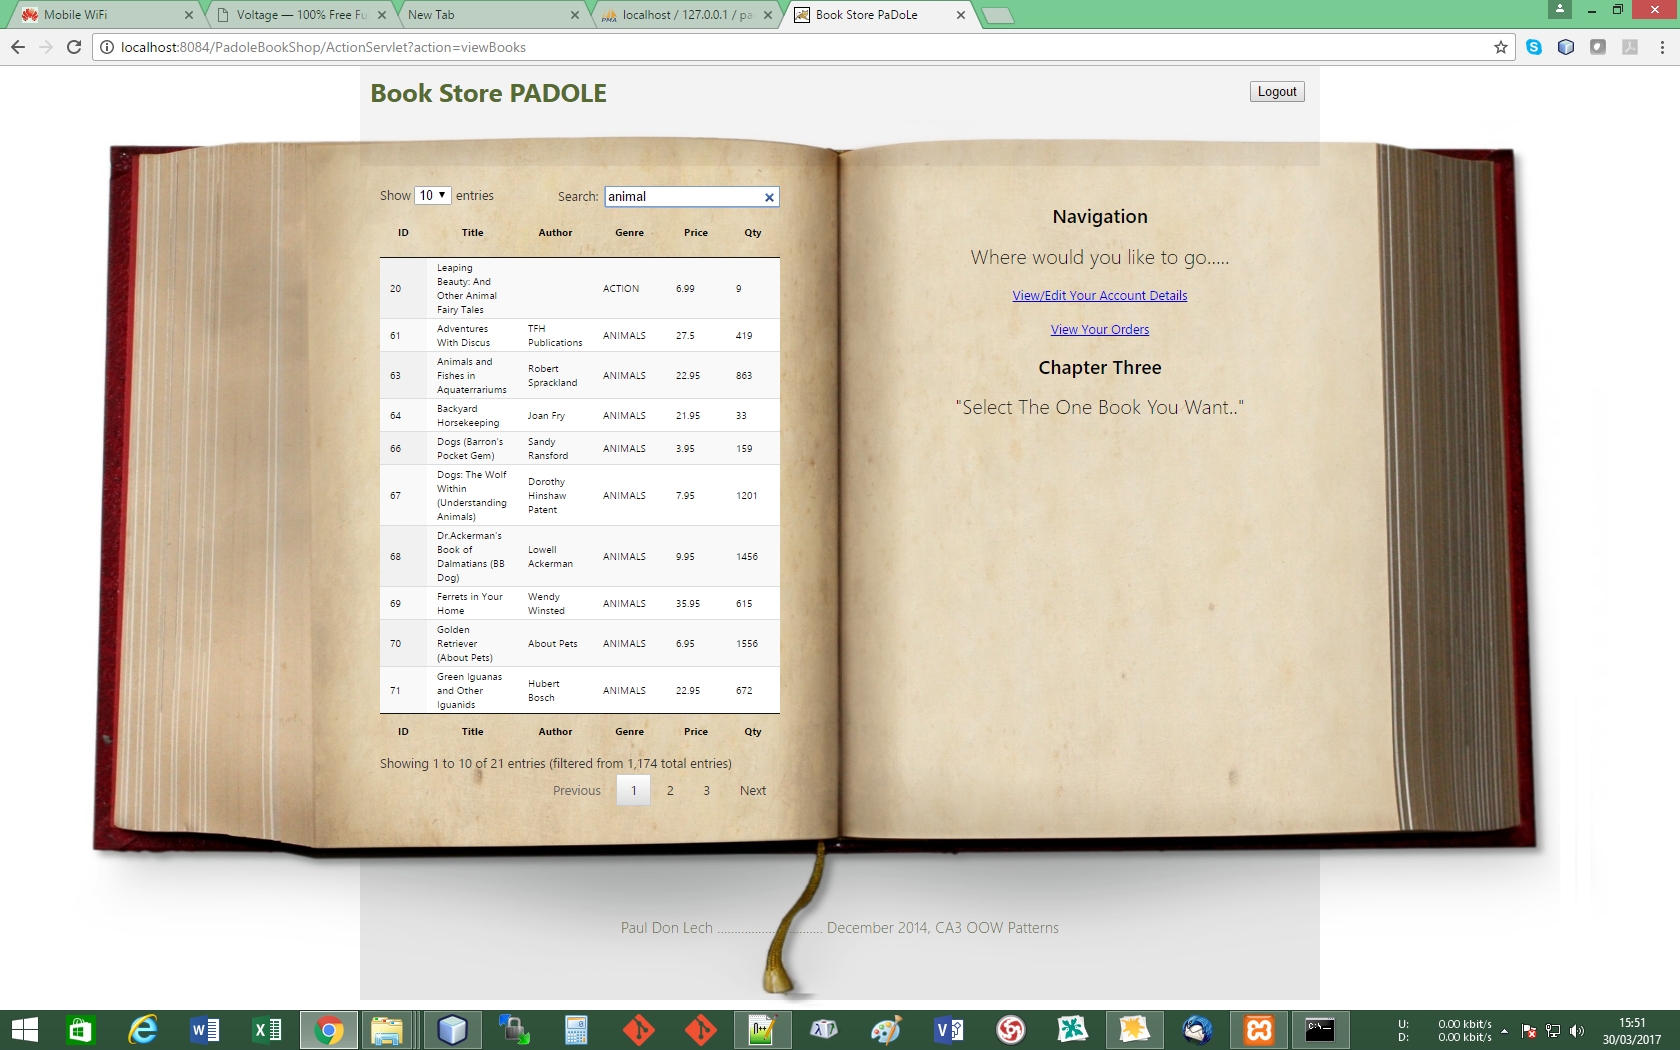 Mobile WiFi
Voltage — 100% Free Fu
New Tab
localhost / 127.0.0.1 / pa
Book Store PaDoLe
localhost:8084/PadoleBookShop/ActionServlet?action=viewBooks
Book Store PADOLE
Logout
Show 10 entries
Search: animal
ID Title Author Genre Price Qty
20 Leaping Beauty: And Other Animal Fairy Tales ACTION 6.99 9
61 Adventures With Discus TFH Publications ANIMALS 27.5 419
63 Animals and Fishes in Aquaterrariums Robert Sprackland ANIMALS 22.95 863
64 Backyard Horsekeeping Joan Fry ANIMALS 21.95 33
66 Dogs (Barron's Pocket Gem) Sandy Ransford ANIMALS 3.95 159
67 Dogs: The Wolf Within (Understanding Animals) Dorothy Hinshaw Patent ANIMALS 7.95 1201
68 Dr.Ackerman's Book of Dalmatians (BB Dog) Lowell Ackerman ANIMALS 9.95 1456
69 Ferrets in Your Home Wendy Winsted ANIMALS 35.95 615
70 Golden Retriever (About Pets) About Pets ANIMALS 6.95 1556
71 Green Iguanas and Other Iguanids Hubert Bosch ANIMALS 22.95 672
ID Title Author Genre Price Qty
Showing 1 to 10 of 21 entries (filtered from 1,174 total entries)
Previous 1 2 3 Next
Navigation
Where would you like to go.....
View/Edit Your Account Details
View Your Orders
Chapter Three
"Select The One Book You Want.."
Paul Don Lech ............................... December 2014, CA3 OOW Patterns
U: 0.00 kbit/s
D: 0.00 kbit/s
15:51
30/03/2017